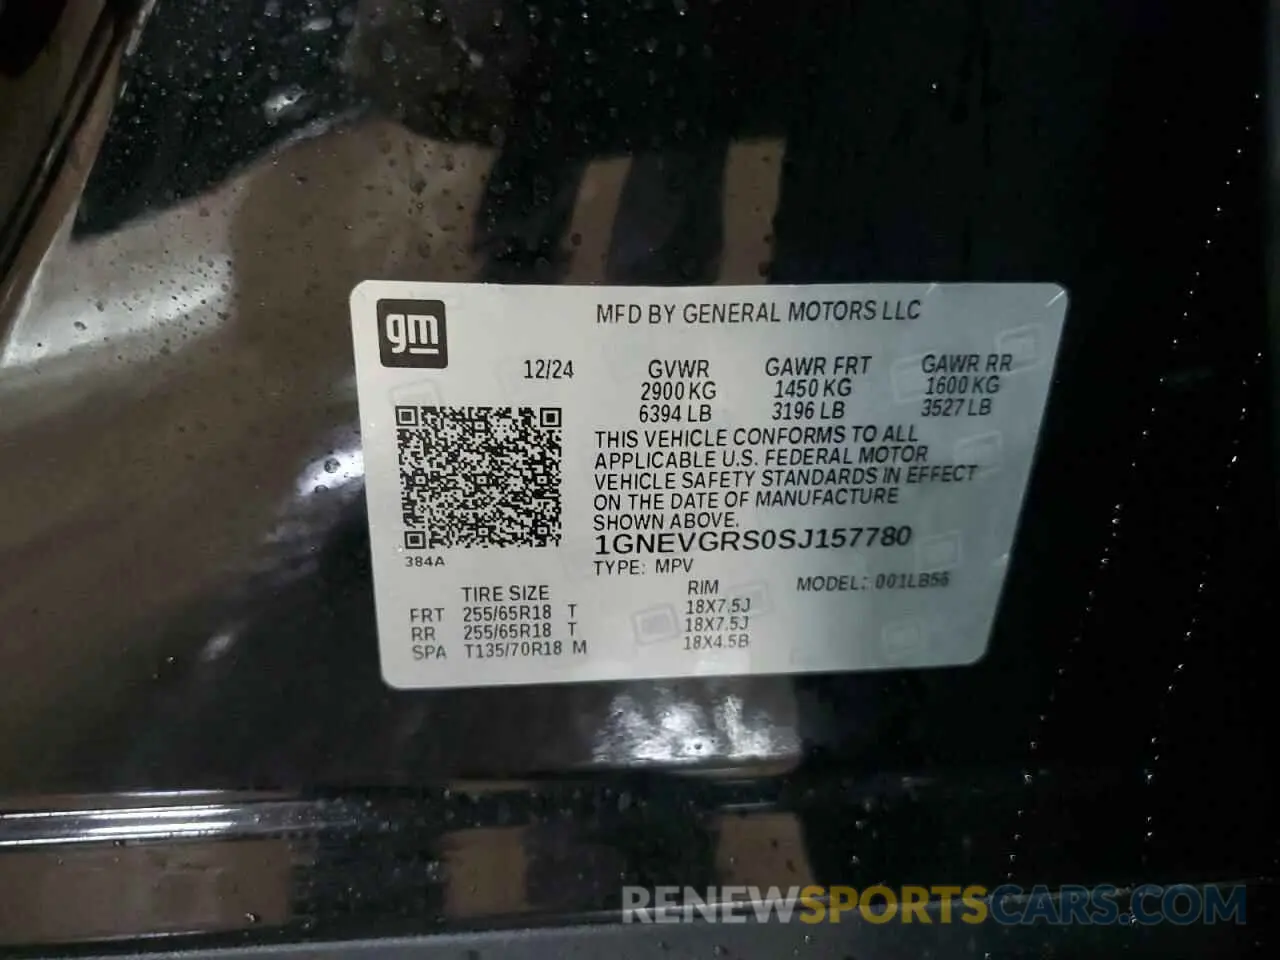 gm
MFD BY GENERAL MOTORS LLC
12/24 GVWR GAWR FRT GAWR RR
2900 KG 1450 KG 1600 KG
6394 LB 3196 LB 3527 LB
THIS VEHICLE CONFORMS TO ALL
APPLICABLE U.S. FEDERAL MOTOR
VEHICLE SAFETY STANDARDS IN EFFECT
ON THE DATE OF MANUFACTURE
SHOWN ABOVE.
1GNEVGRS0SJ157780
384A
TYPE: MPV
MODEL: 001LB56
TIRE SIZE RIM
FRT 255/65R18 T 18X7.5J
RR 255/65R18 T 18X7.5J
SPA T135/70R18 M 18X4.5B
RENEWSPORTSCARS.COM